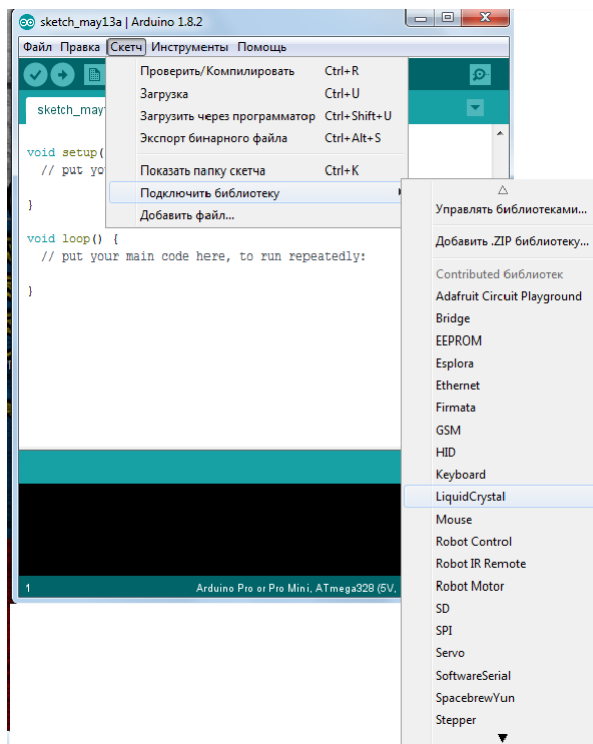 sketch_may13a | Arduino 1.8.2
Файл Правка Скетч Инструменты Помощь
Проверить/Компилировать Ctrl+R
Загрузка Ctrl+U
Загрузить через программатор Ctrl+Shift+U
Экспорт бинарного файла Ctrl+Alt+S
Показать папку скетча Ctrl+K
Подключить библиотеку
Добавить файл...
sketch_may
void setup(
// put yo
}
void loop() {
// put your main code here, to run repeatedly:
}
1
Arduino Pro or Pro Mini, ATmega328 (5V,
Управлять библиотеками...
Добавить .ZIP библиотеку...
Contributed библиотек
Adafruit Circuit Playground
Bridge
EEPROM
Esplora
Ethernet
Firmata
GSM
HID
Keyboard
LiquidCrystal
Mouse
Robot Control
Robot IR Remote
Robot Motor
SD
SPI
Servo
SoftwareSerial
SpacebrewYun
Stepper